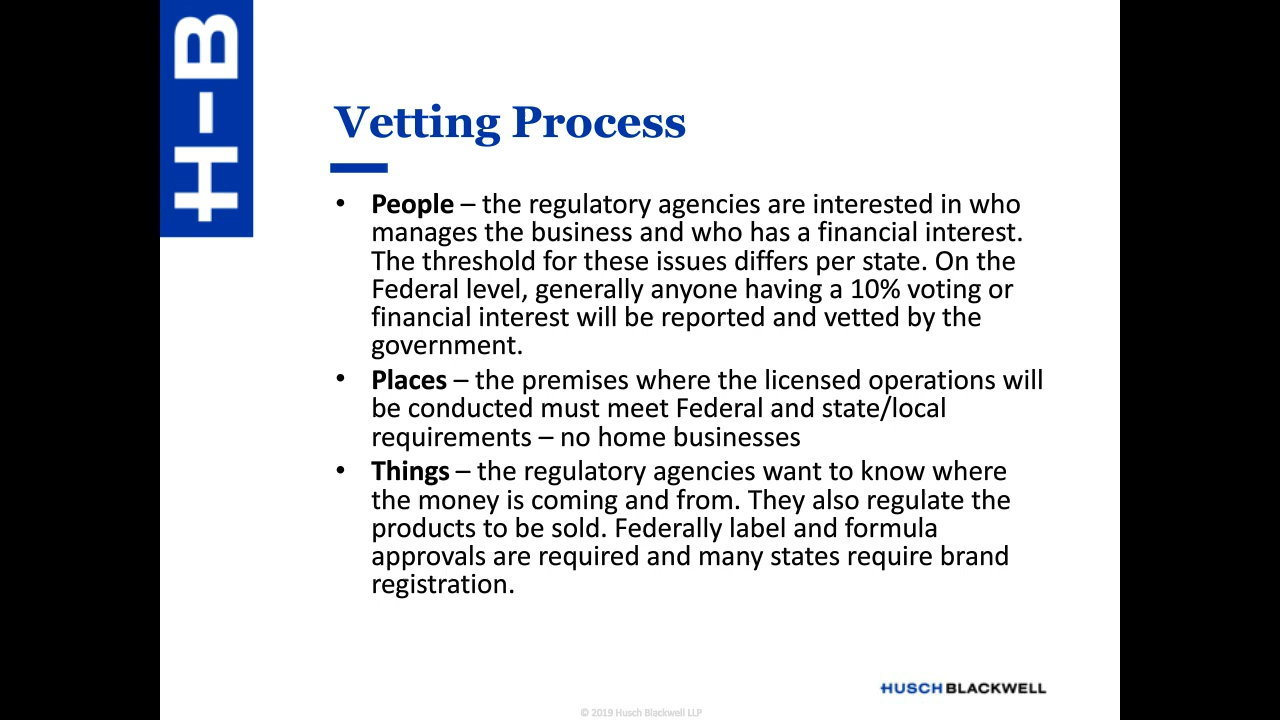 H-B
Vetting Process
• People – the regulatory agencies are interested in who
manages the business and who has a financial interest.
The threshold for these issues differs per state. On the
Federal level, generally anyone having a 10% voting or
financial interest will be reported and vetted by the
government.
• Places – the premises where the licensed operations will
be conducted must meet Federal and state/local
requirements – no home businesses
• Things – the regulatory agencies want to know where
the money is coming and from. They also regulate the
products to be sold. Federally label and formula
approvals are required and many states require brand
registration.
HUSCH BLACKWELL
© 2019 Husch Blackwell LLP